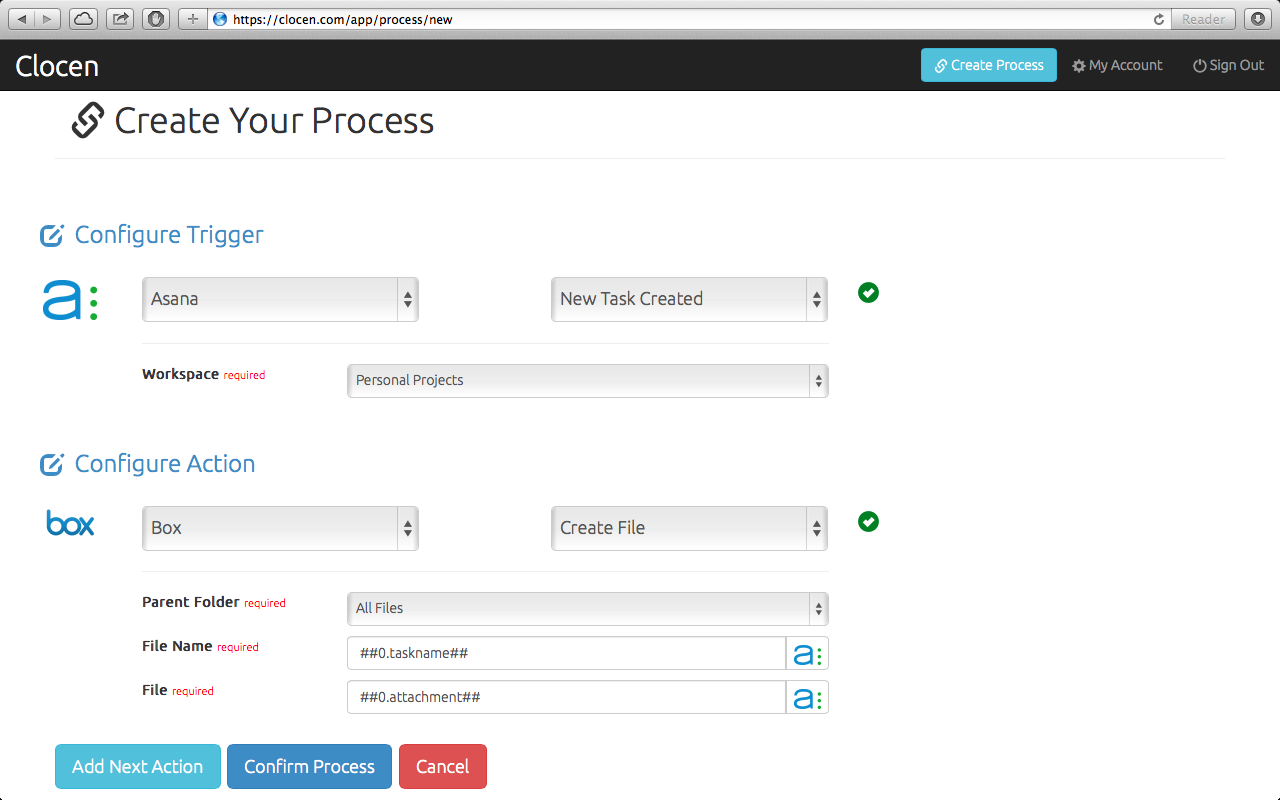 https://clocen.com/app/process/new
Reader
Clocen
Create Process
My Account
Sign Out
Create Your Process
Configure Trigger
a:
Asana
New Task Created
Workspace required
Personal Projects
Configure Action
box
Box
Create File
Parent Folder required
All Files
File Name required
##0.taskname##
a:
File required
##0.attachment##
a:
Add Next Action
Confirm Process
Cancel